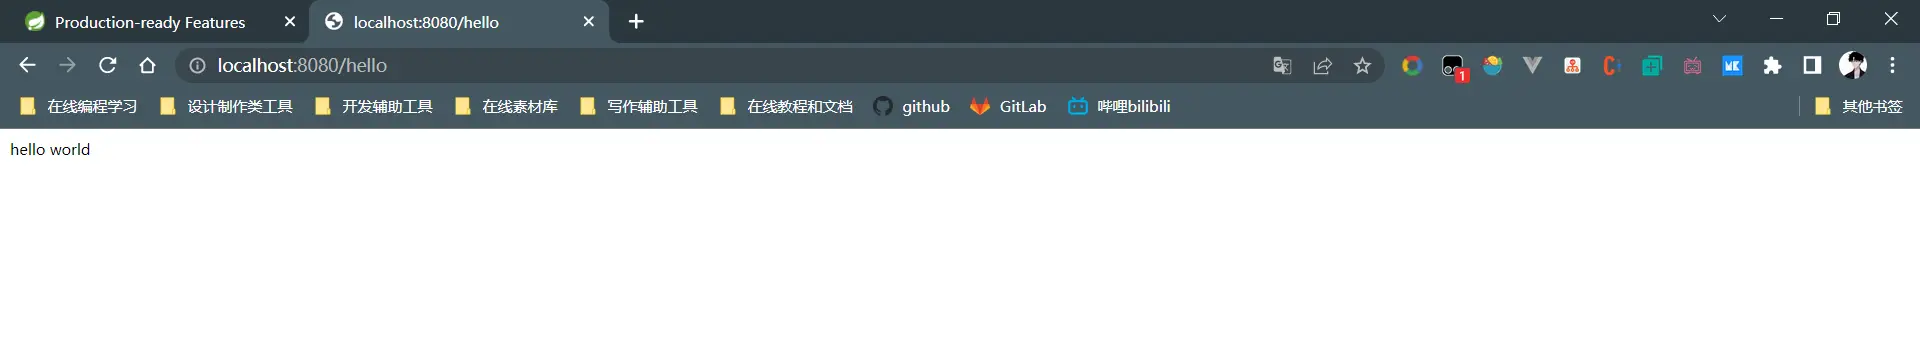 Production-ready Features localhost:8080/hello
localhost:8080/hello 1 MK
在线编程学习 设计制作类工具 开发辅助工具 在线素材库 写作辅助工具 在线教程和文档 github GitLab 哔哩bilibili 其他书签
hello world